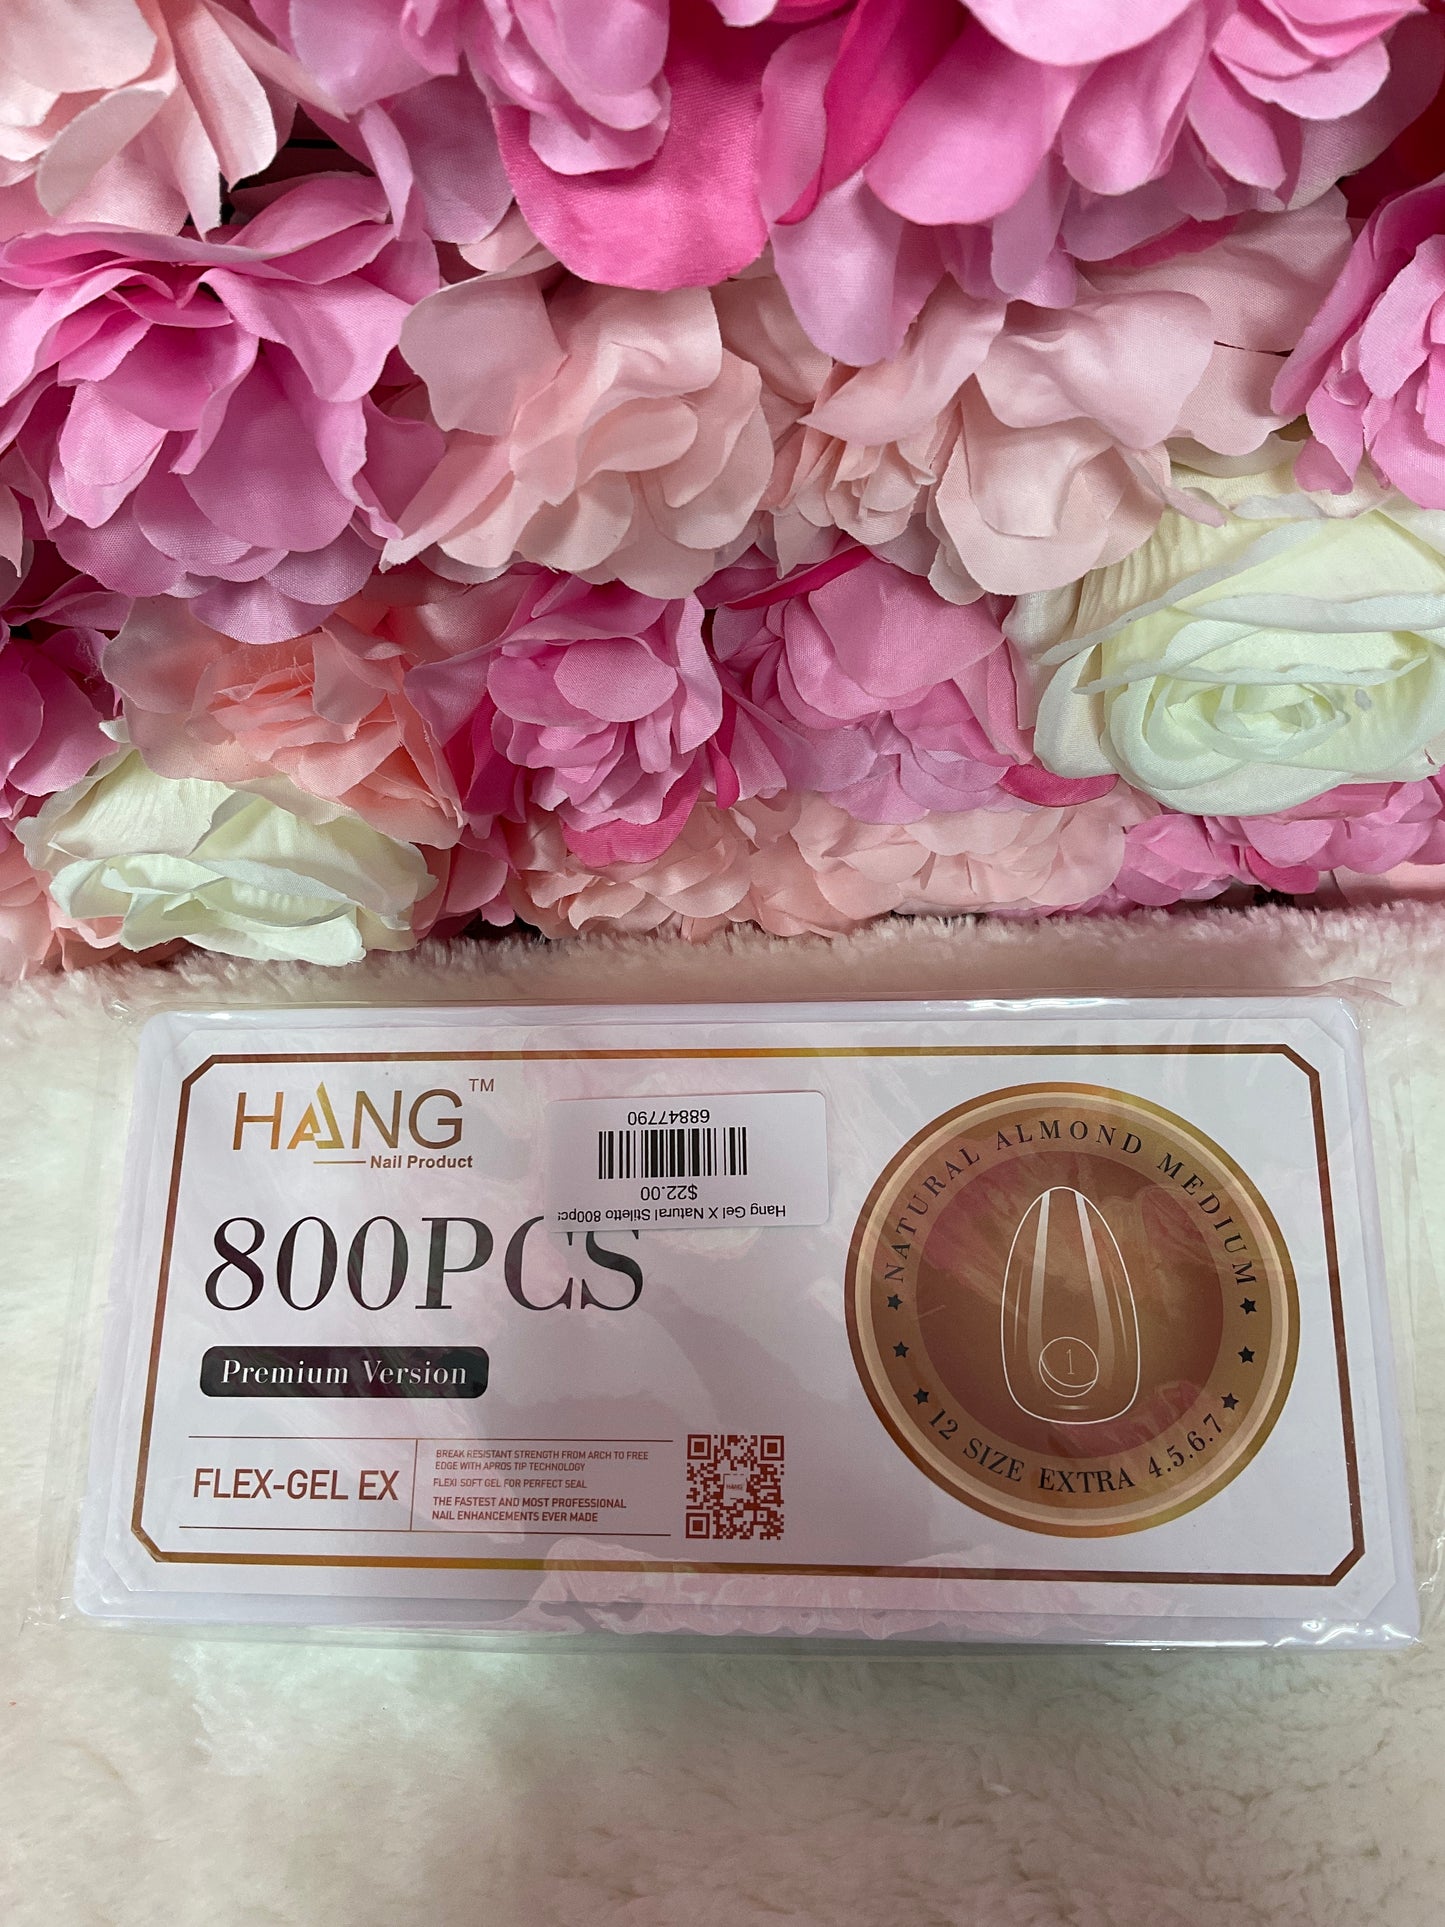 HANG™
Nail Product
800PCS
Premium Version
FLEX-GEL EX
BREAK RESISTANT STRENGTH FROM ARCH TO FREE
EDGE WITH APROS TIP TECHNOLOGY
FLEXI SOFT GEL FOR PERFECT SEAL
THE FASTEST AND MOST PROFESSIONAL
NAIL ENHANCEMENTS EVER MADE
HANG
Hang Gel X Natural Stiletto 800pcs
$22.00
68847790
NATURAL ALMOND MEDIUM
1
12 SIZE EXTRA 4.5.6.7